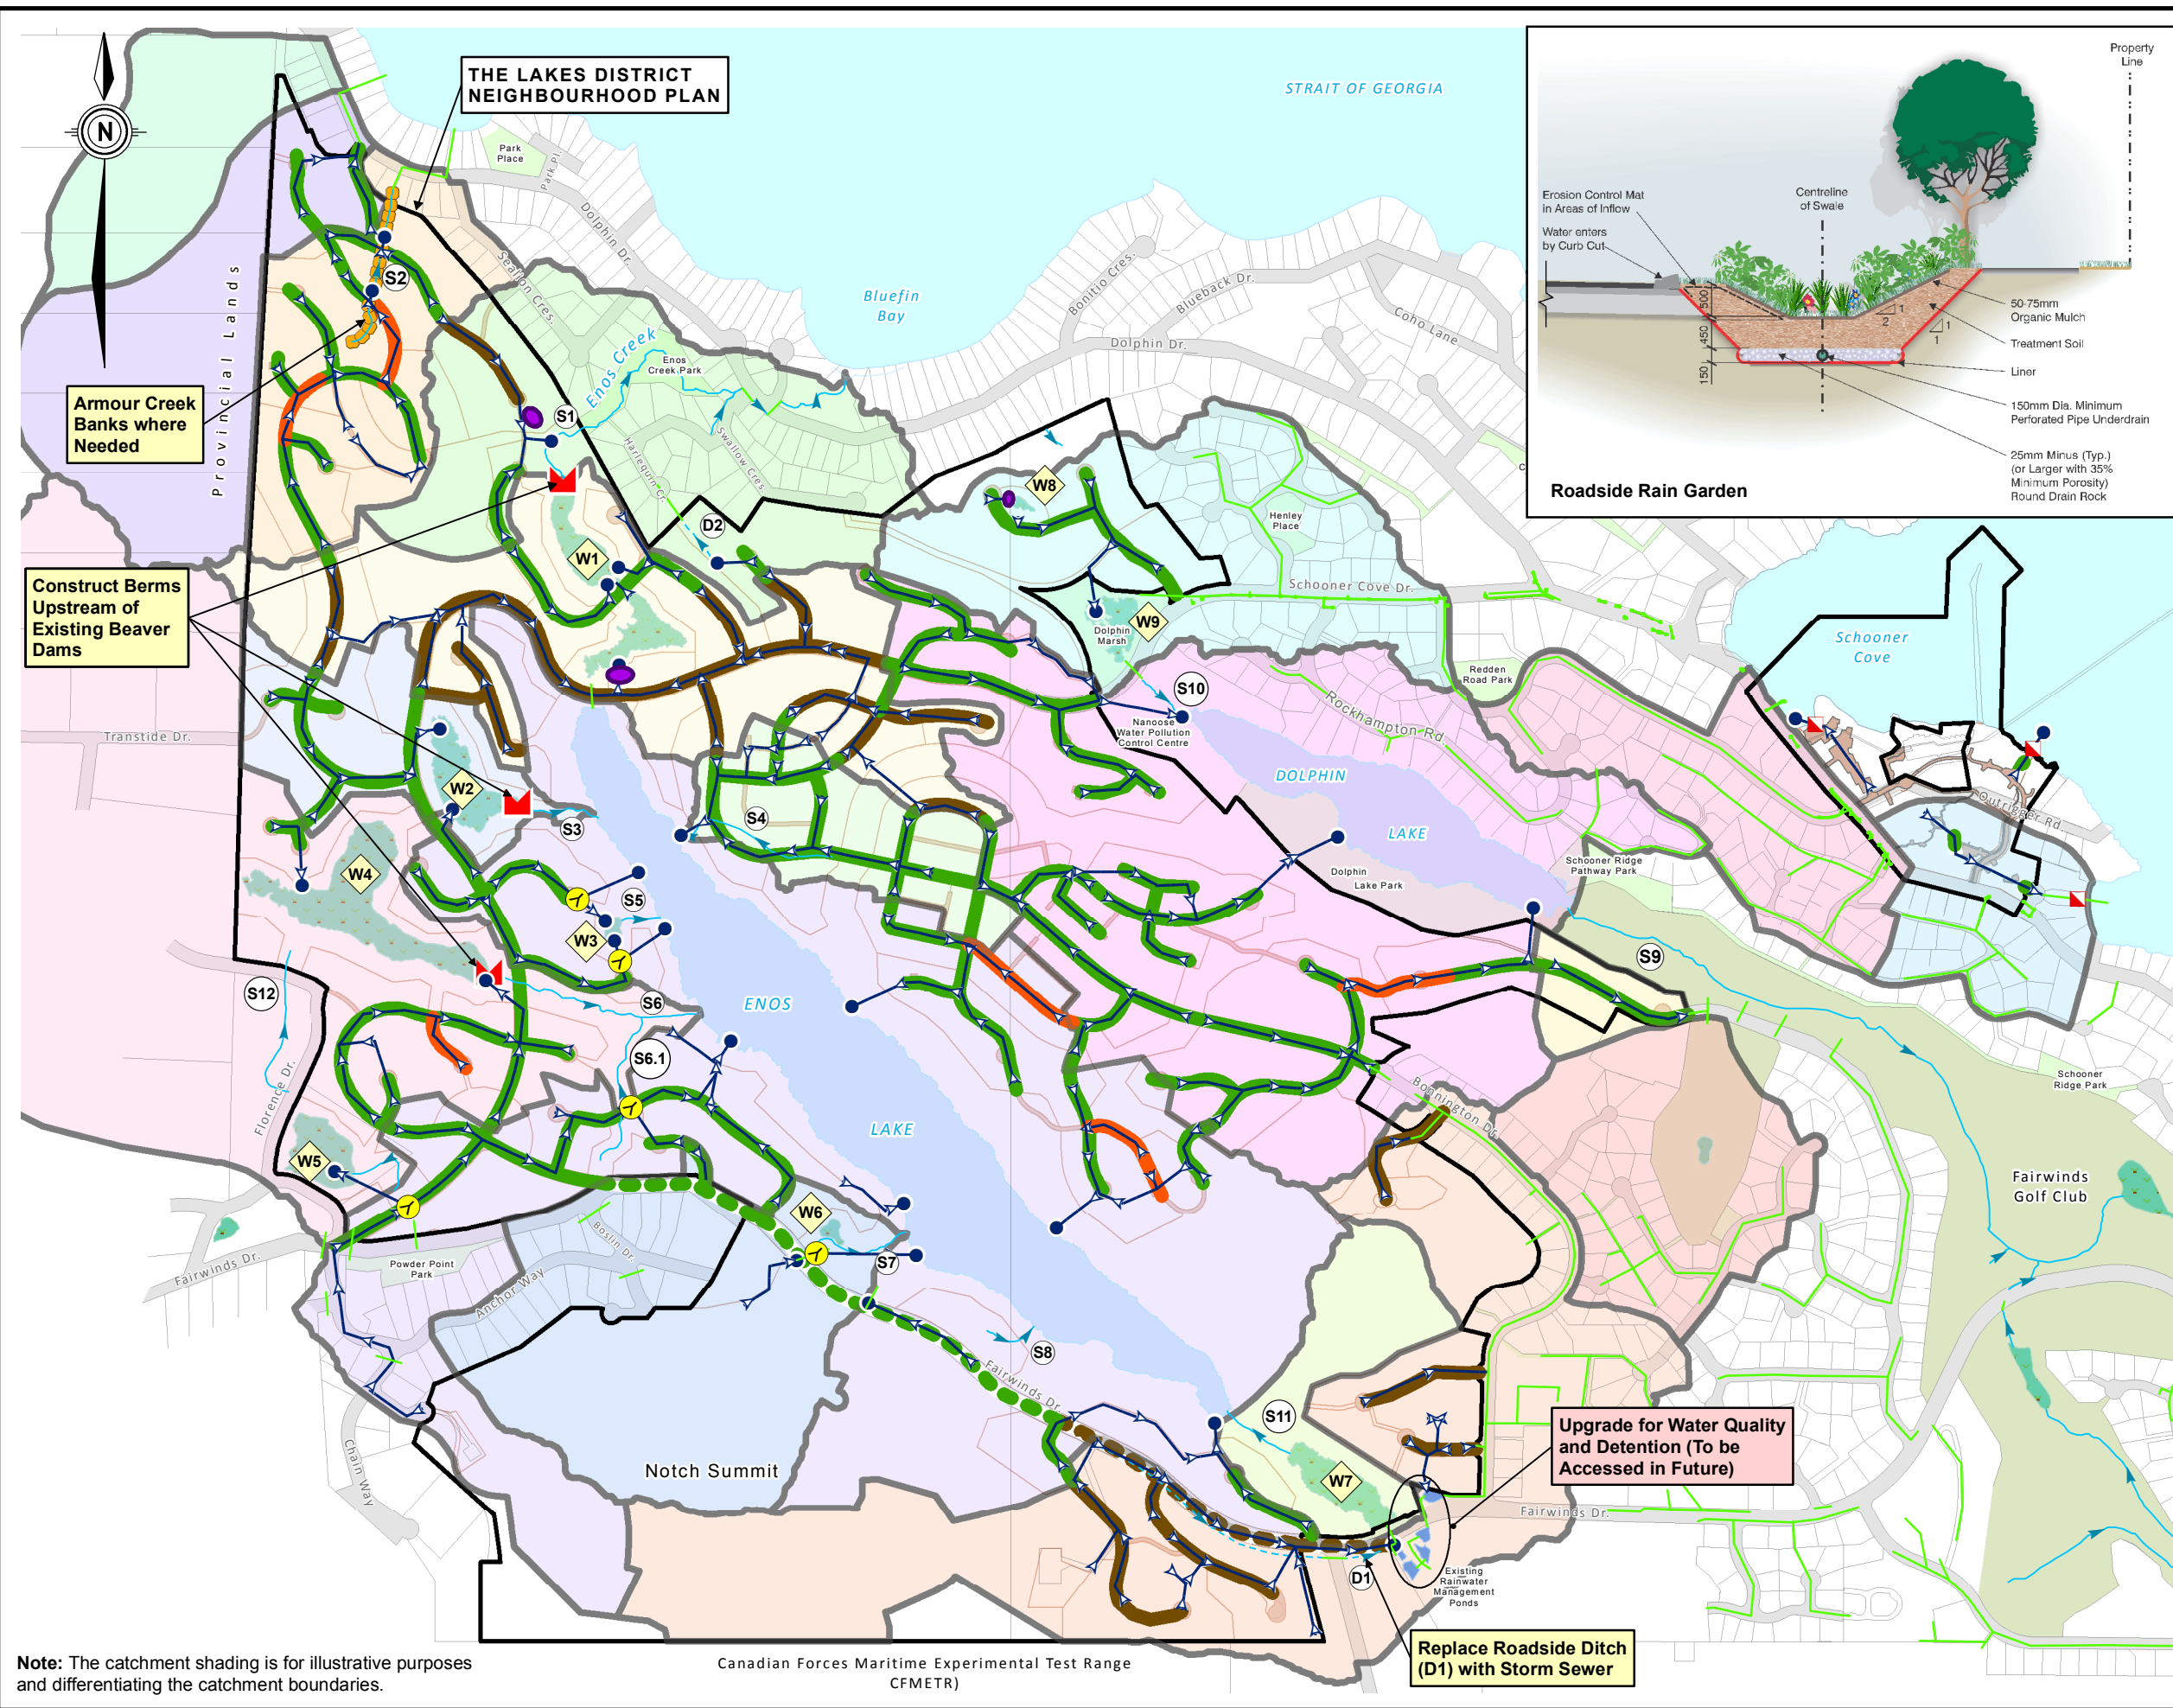 THE LAKES DISTRICT
NEIGHBOURHOOD PLAN
N
STRAIT OF GEORGIA
Park
Place
Park Pl.
Dolphin Dr.
Sealion Cres.
Bluefin
Bay
Bonitio Cres.
Blueback Dr.
Coho Lane
Dolphin Dr.
Property
Line
Erosion Control Mat
in Areas of Inflow
Centreline
of Swale
Water enters
by Curb Cut
500
450
150
1
2
1
1
50-75mm
Organic Mulch
Treatment Soil
Liner
150mm Dia. Minimum
Perforated Pipe Underdrain
25mm Minus (Typ.)
(or Larger with 35%
Minimum Porosity)
Round Drain Rock
Roadside Rain Garden
Provincial Lands
S2
Armour Creek
Banks where
Needed
Enos Creek
Enos
Creek Park
S1
Harlequin Cr.
Swallow Cres.
D2
W8
Henley
Place
W1
Construct Berms
Upstream of
Existing Beaver
Dams
Schooner Cove Dr.
W9
Dolphin
Marsh
Schooner
Cove
Redden
Road Park
S10
Nanoose
Water Pollution
Control Centre
Rockhampton Rd.
Transtide Dr.
DOLPHIN
LAKE
W2
S3
S4
Outrigger Rd.
Schooner Ridge
Pathway Park
Dolphin
Lake Park
W4
S5
W3
S9
S12
S6
ENOS
LAKE
S6.1
Florence Dr.
Schooner
Ridge Park
Bonnington Dr.
W5
W6
Fairwinds
Golf Club
Boslin Dr.
S7
Fairwinds Dr.
Powder Point
Park
Anchor Way
S8
Fairwinds Dr.
S11
Upgrade for Water Quality
and Detention (To be
Accessed in Future)
Chain Way
Notch Summit
W7
Fairwinds Dr.
D1
Existing
Rainwater
Management
Ponds
Replace Roadside Ditch
(D1) with Storm Sewer
Note: The catchment shading is for illustrative purposes
and differentiating the catchment boundaries.
Canadian Forces Maritime Experimental Test Range
CFMETR)